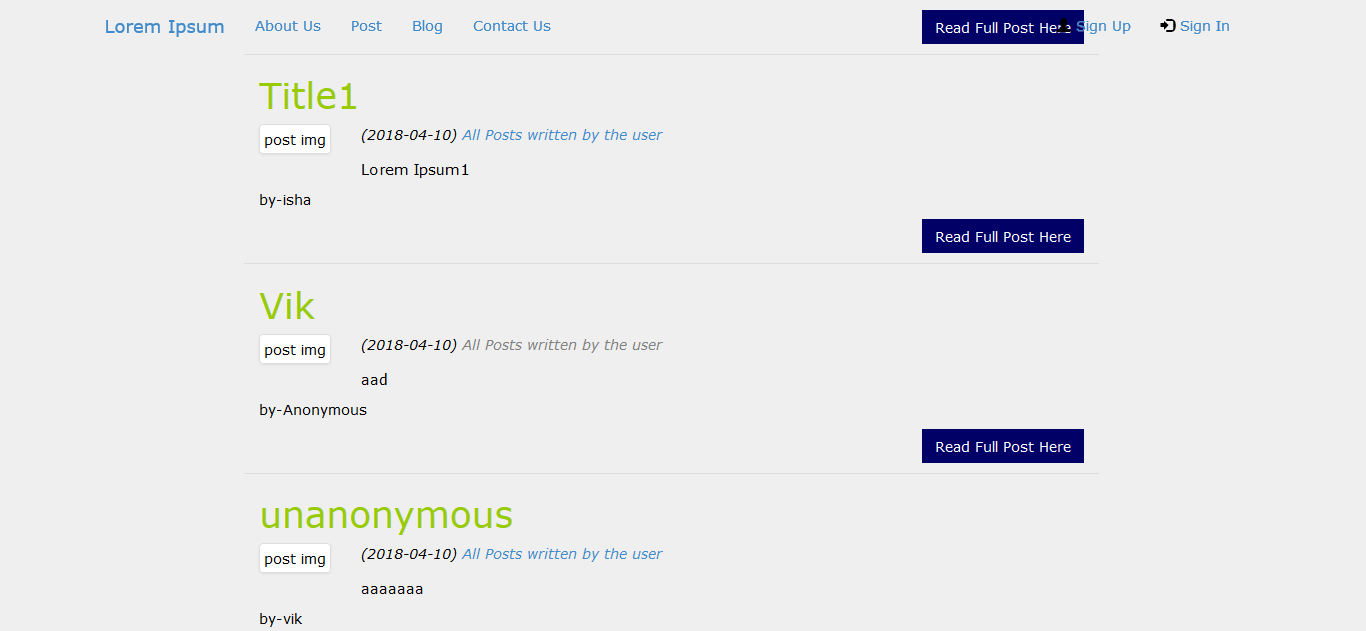 Lorem Ipsum About Us Post Blog Contact Us Read Full Post Here Sign Up Sign In
Title1
post img (2018-04-10) All Posts written by the user
Lorem Ipsum1
by-isha
Read Full Post Here
Vik
post img (2018-04-10) All Posts written by the user
aad
by-Anonymous
Read Full Post Here
unanonymous
post img (2018-04-10) All Posts written by the user
aaaaaaa
by-vik